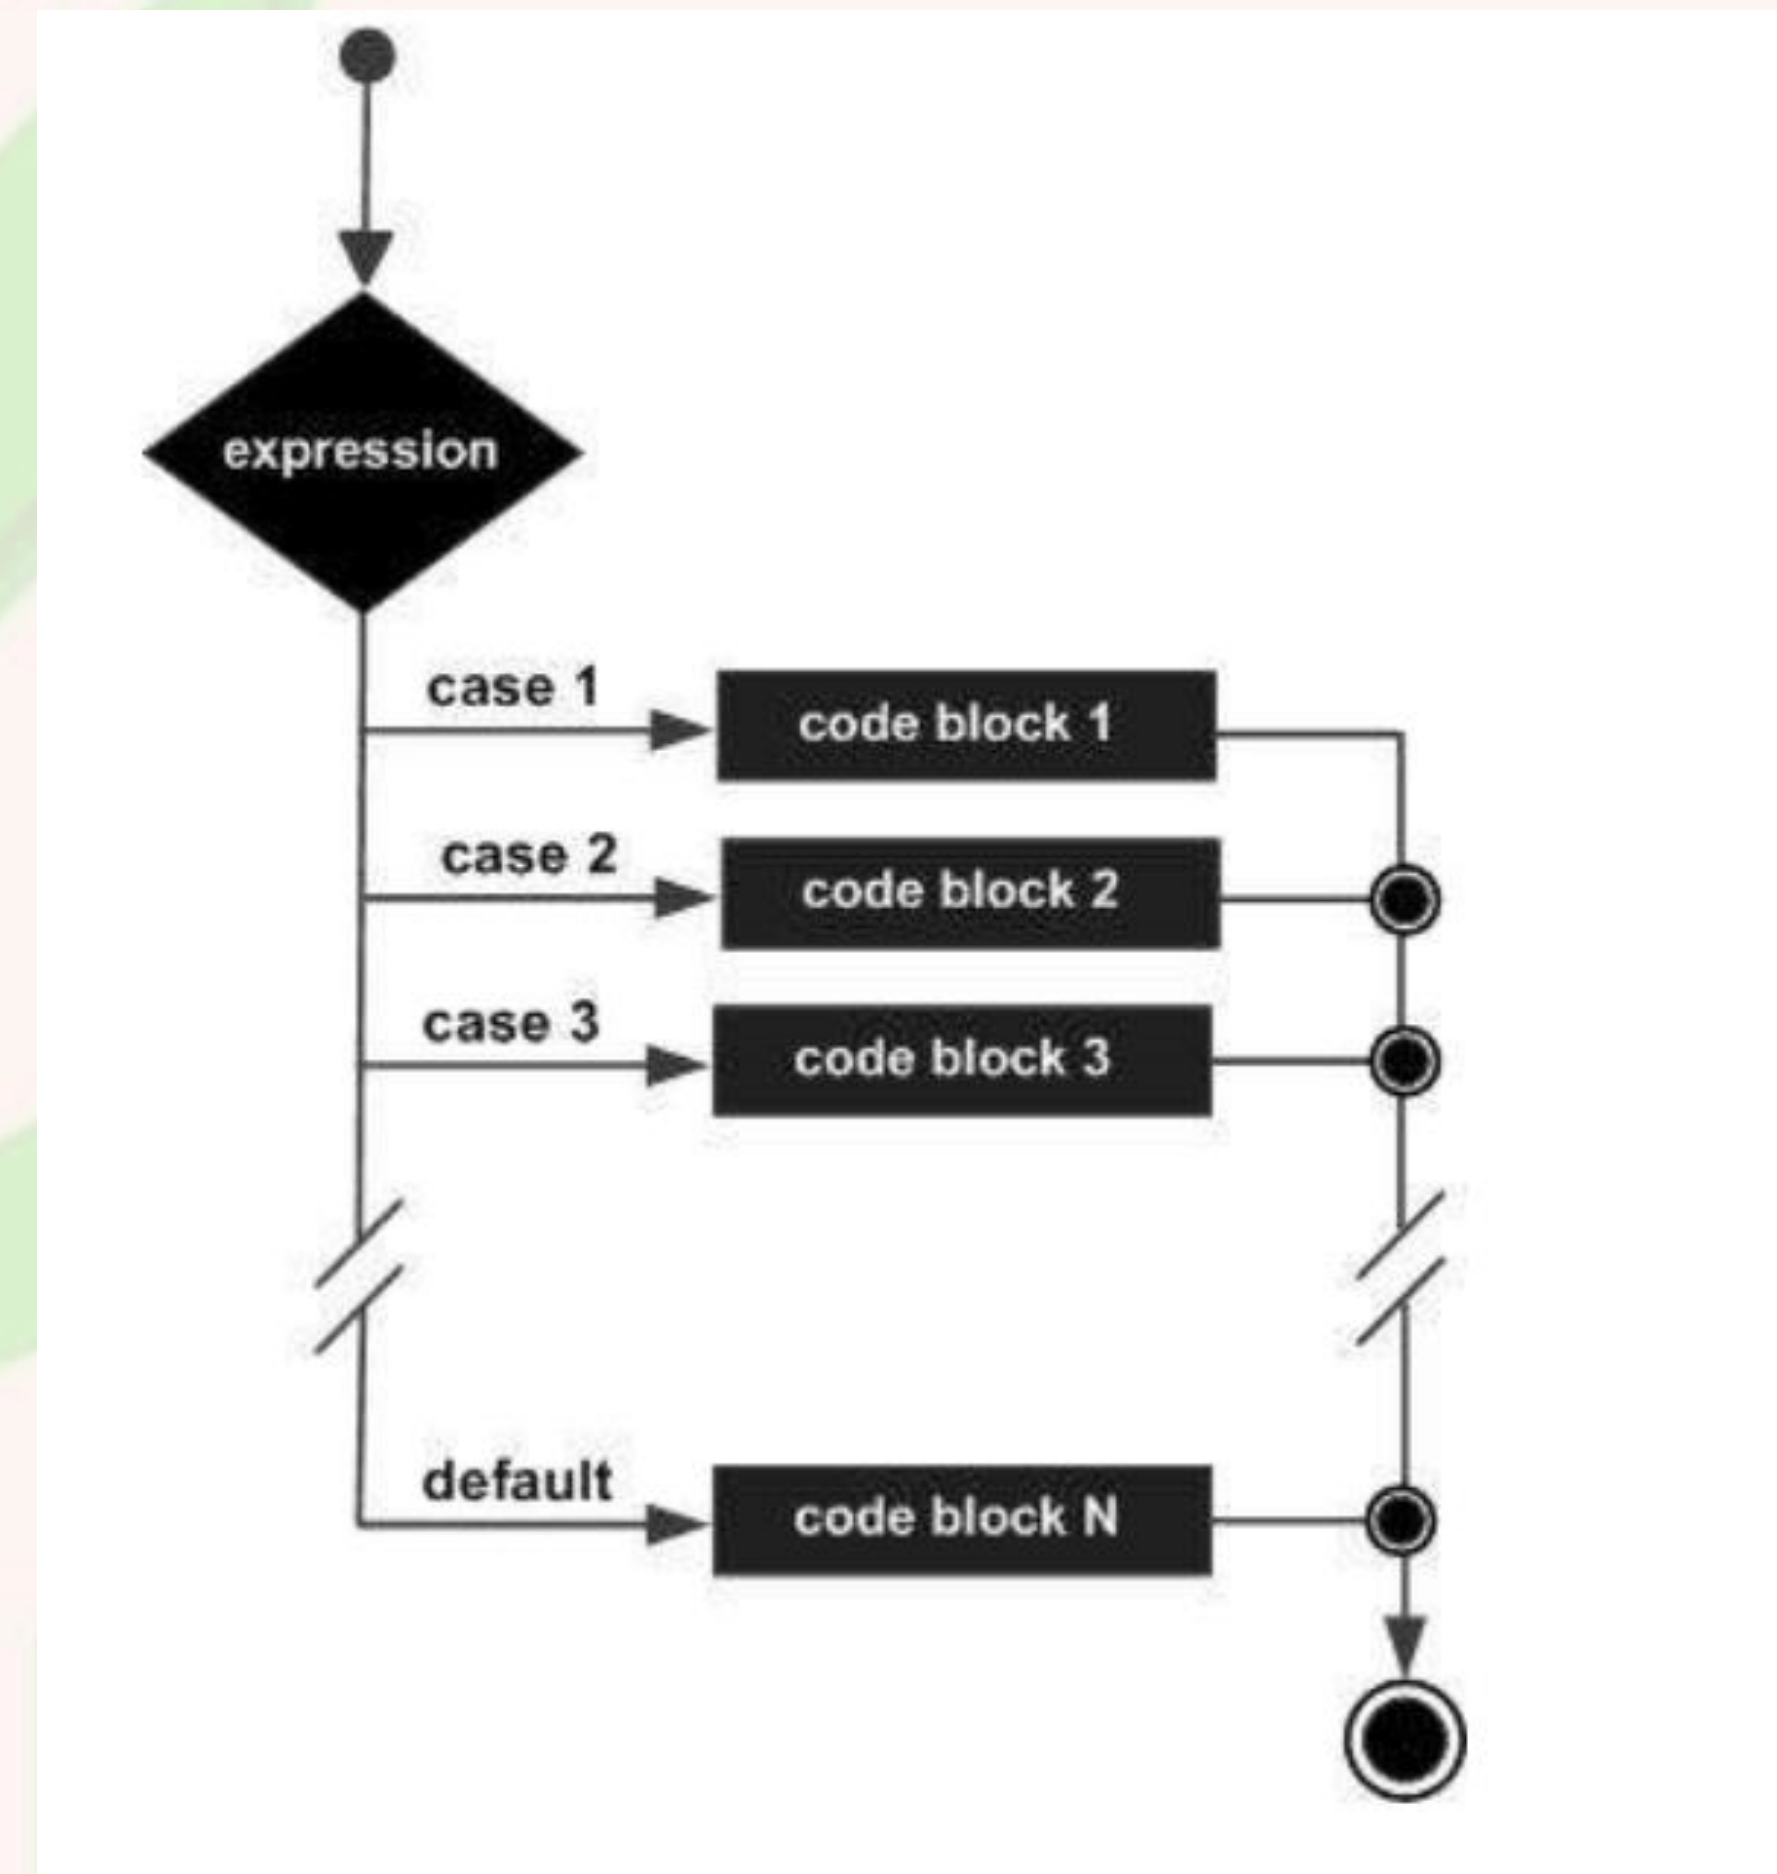 expression
case 1
code block 1
case 2
code block 2
case 3
code block 3
default
code block N